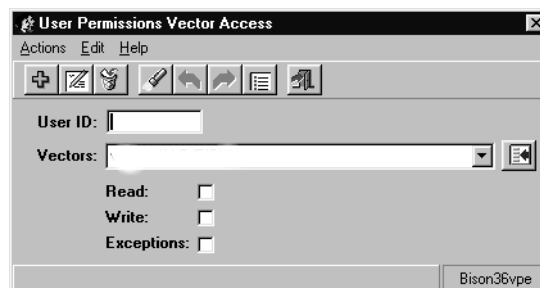 User Permissions Vector Access
Actions Edit Help
User ID:
Vectors:
Read:
Write:
Exceptions:
Bison36vpe